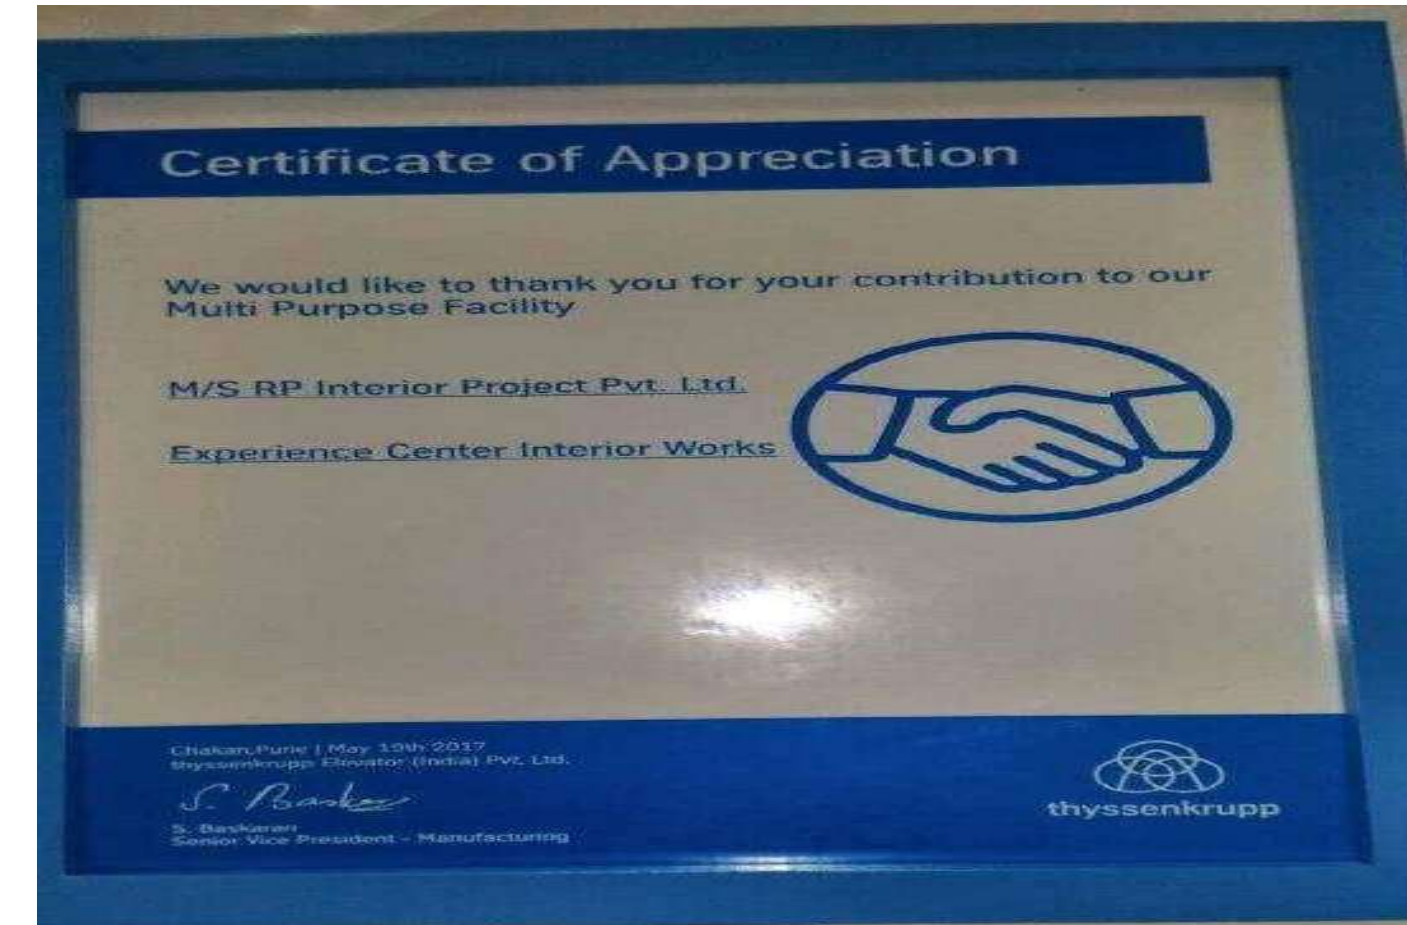 Certificate of Appreciation
We would like to thank you for your contribution to our
Multi Purpose Facility
M/S RP Interior Project Pvt. Ltd.
Experience Center Interior Works
Chakan,Pune | May 19th 2017
thyssenkrupp Elevator (India) Pvt. Ltd.
S. Baskaran
Senior Vice President - Manufacturing
thyssenkrupp